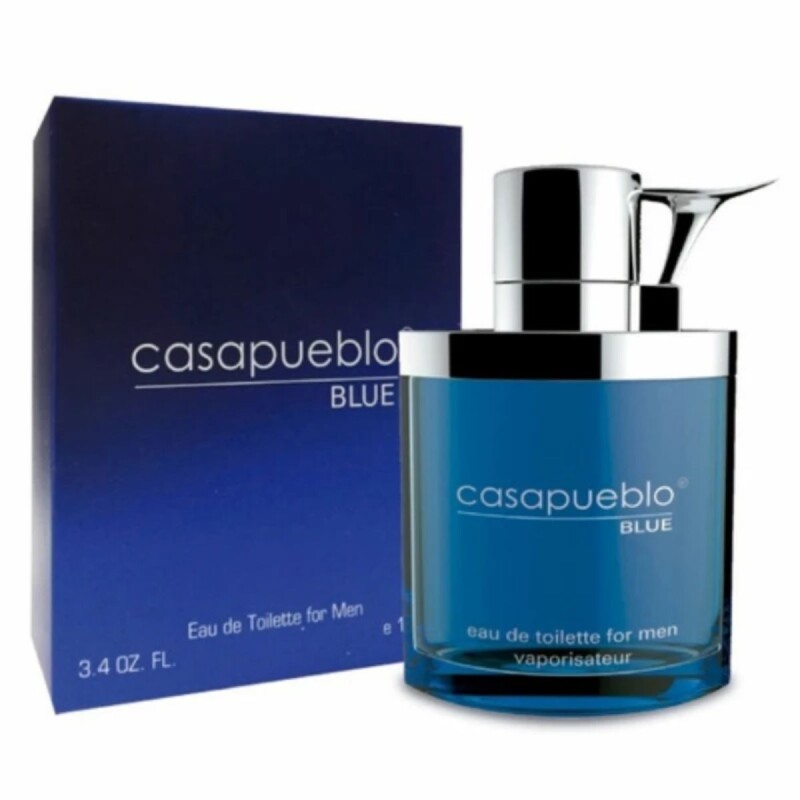 casapueblo®
BLUE
Eau de Toilette for Men
3.4 OZ. FL.
e 1
casapueblo®
BLUE
eau de toilette for men
vaporisateur